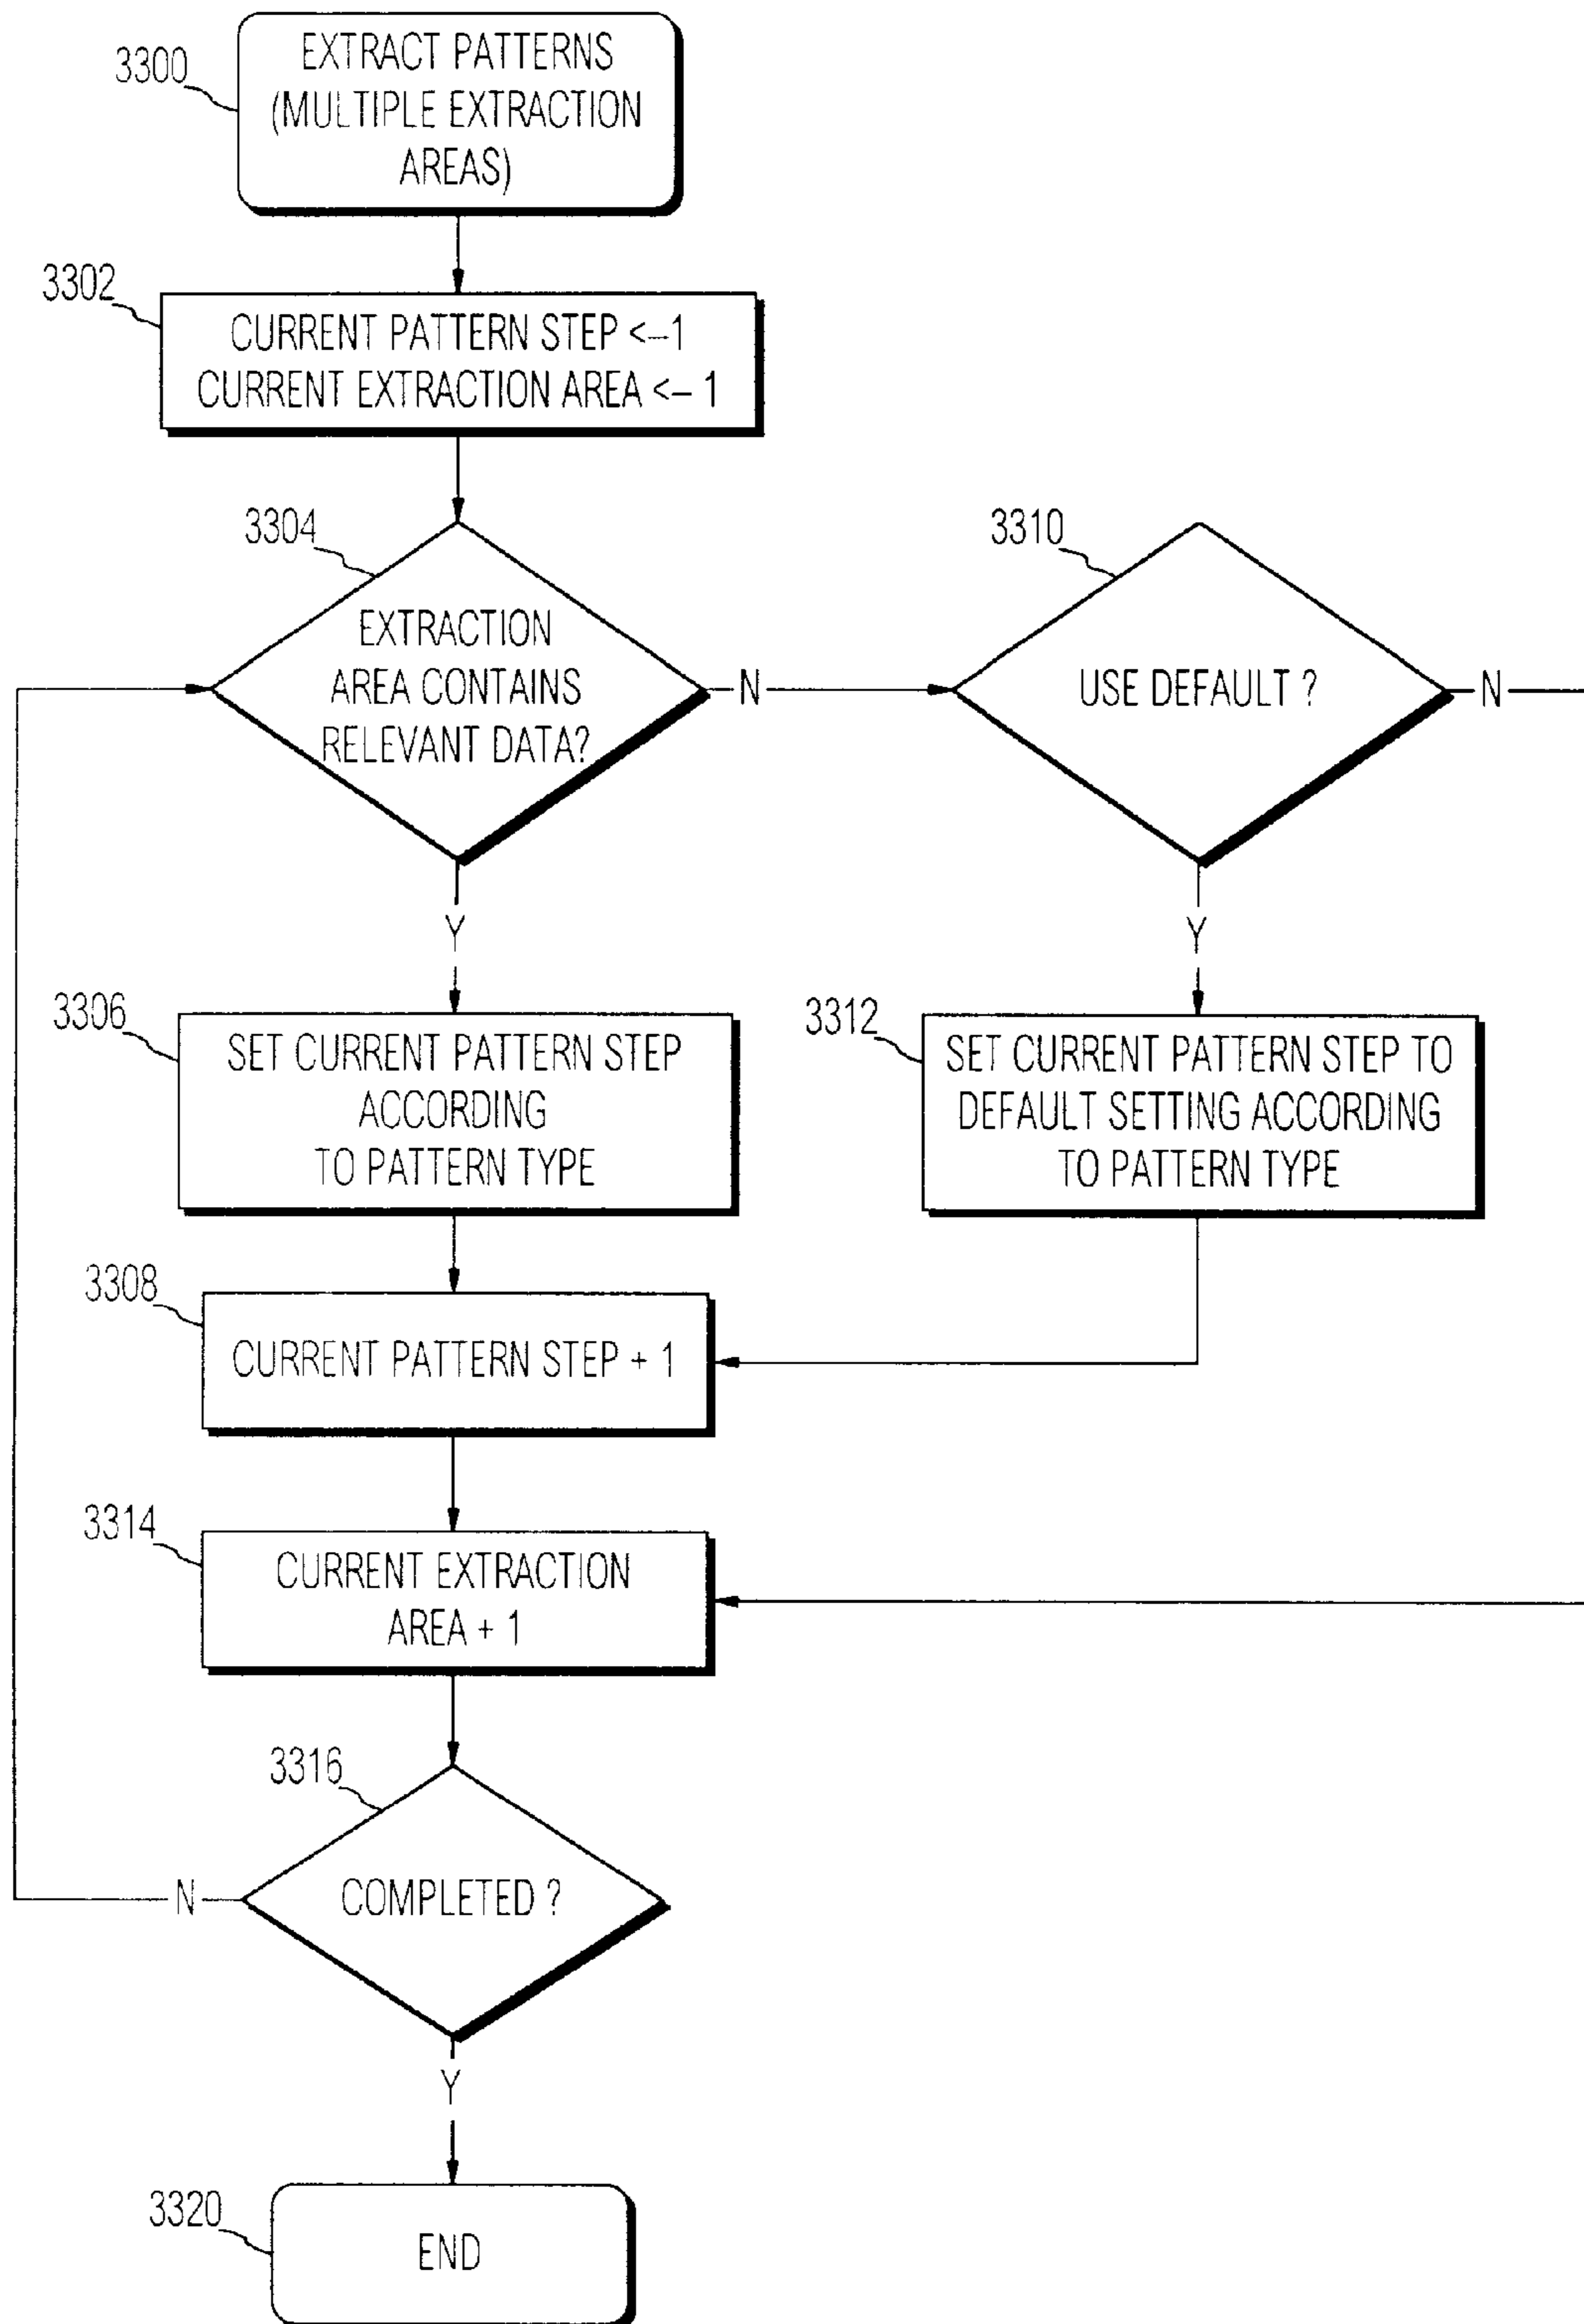 3300
EXTRACT PATTERNS
(MULTIPLE EXTRACTION
AREAS)
3302
CURRENT PATTERN STEP <–1
CURRENT EXTRACTION AREA <– 1
3304
EXTRACTION
AREA CONTAINS
RELEVANT DATA?
N
Y
3310
USE DEFAULT ?
N
Y
3306
SET CURRENT PATTERN STEP
ACCORDING
TO PATTERN TYPE
3312
SET CURRENT PATTERN STEP TO
DEFAULT SETTING ACCORDING
TO PATTERN TYPE
3308
CURRENT PATTERN STEP + 1
3314
CURRENT EXTRACTION
AREA + 1
3316
COMPLETED ?
N
Y
3320
END